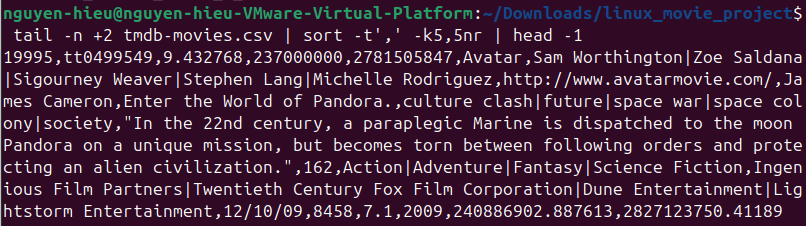 nguyen-hieu@nguyen-hieu-VMware-Virtual-Platform:~/Downloads/linux_movie_project$
 tail -n +2 tmdb-movies.csv | sort -t',' -k5,5nr | head -1
19995,tt0499549,9.432768,237000000,2781505847,Avatar,Sam Worthington|Zoe Saldana
|Sigourney Weaver|Stephen Lang|Michelle Rodriguez,http://www.avatarmovie.com/,Ja
mes Cameron,Enter the World of Pandora.,culture clash|future|space war|space col
ony|society,"In the 22nd century, a paraplegic Marine is dispatched to the moon 
Pandora on a unique mission, but becomes torn between following orders and prote
cting an alien civilization.",162,Action|Adventure|Fantasy|Science Fiction,Ingen
ious Film Partners|Twentieth Century Fox Film Corporation|Dune Entertainment|Lig
htstorm Entertainment,12/10/09,8458,7.1,2009,240886902.887613,2827123750.41189